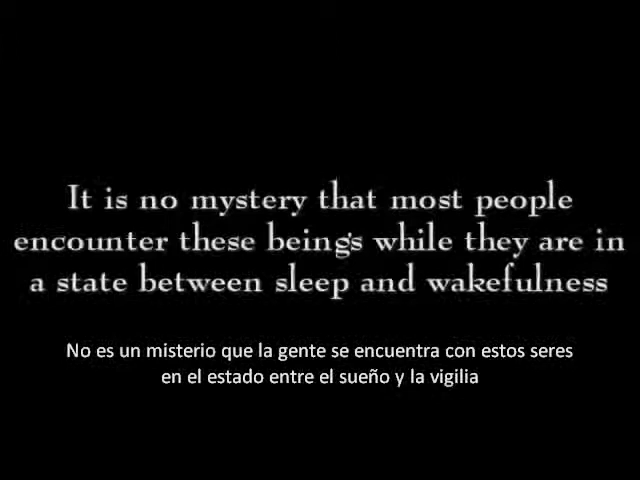 It is no mystery that most people
encounter these beings while they are in
a state between sleep and wakefulness
No es un misterio que la gente se encuentra con estos seres
en el estado entre el sueño y la vigilia